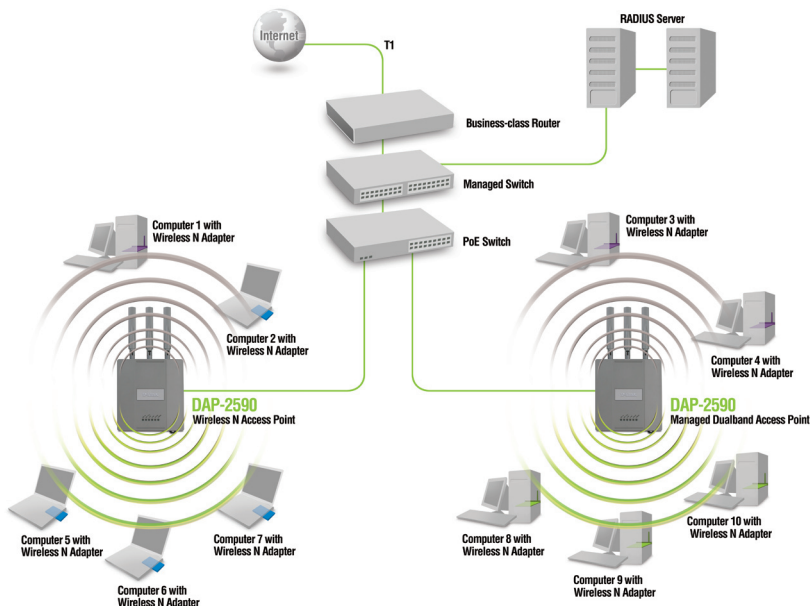 Internet
T1
RADIUS Server
Business-class Router
Managed Switch
PoE Switch
Computer 1 with
Wireless N Adapter
Computer 2 with
Wireless N Adapter
Computer 3 with
Wireless N Adapter
Computer 4 with
Wireless N Adapter
DAP-2590
Wireless N Access Point
DAP-2590
Managed Dualband Access Point
Computer 5 with
Wireless N Adapter
Computer 6 with
Wireless N Adapter
Computer 7 with
Wireless N Adapter
Computer 8 with
Wireless N Adapter
Computer 9 with
Wireless N Adapter
Computer 10 with
Wireless N Adapter